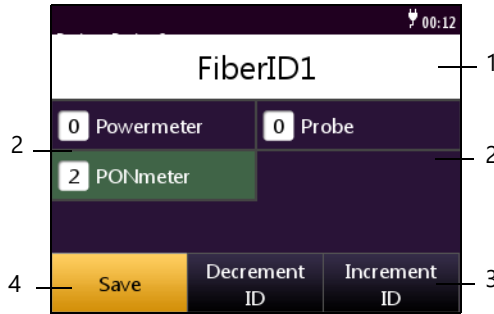 00:12
FiberID1
1
0 Powermeter 0 Probe
2
2
2 PONmeter
4
Save
Decrement
ID
Increment
ID
3